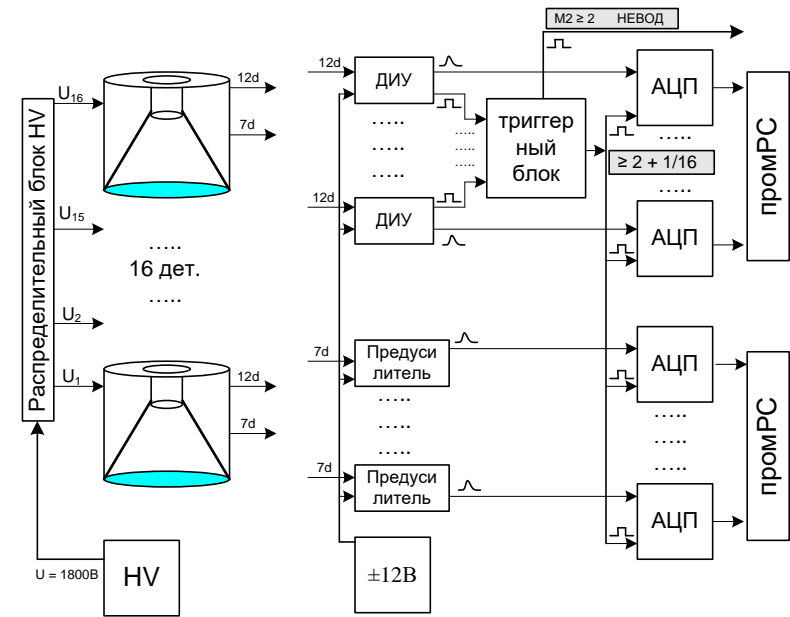 M2 ≥ 2 НЕВОД
U16
12d
12d
ДИУ
АЦП
Распределительный блок HV
7d
.....
.....
триггер
ный
блок
.....
.....
.....
≥ 2 + 1/16
промРС
.....
.....
12d
U15
ДИУ
АЦП
.....
16 дет.
.....
U2
7d
Предуси
литель
АЦП
U1
12d
.....
.....
7d
.....
.....
промРС
.....
.....
7d
Предуси
литель
АЦП
U = 1800В
HV
±12В